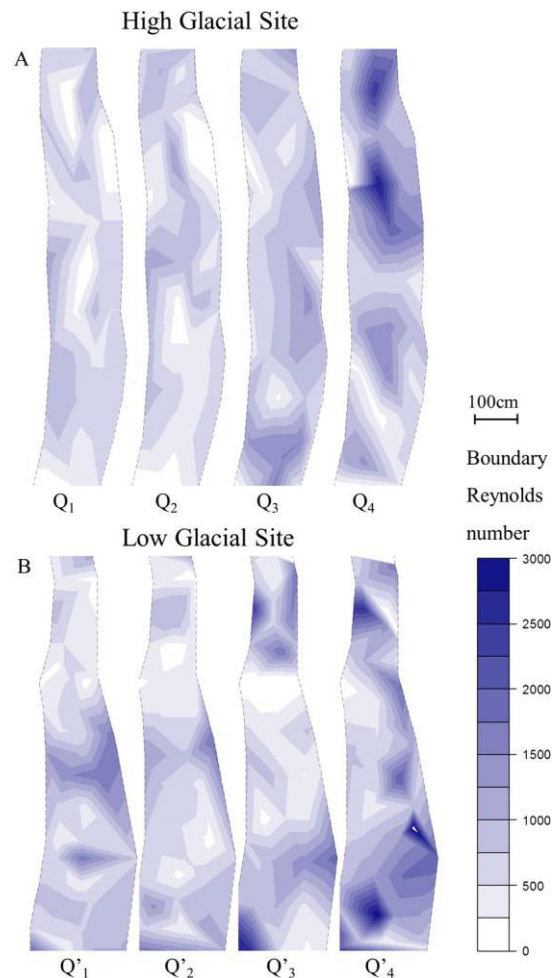 High Glacial Site
A
Q₁ Q₂ Q₃ Q₄
100cm
Boundary
Reynolds
number
Low Glacial Site
B
3000
2500
2000
1500
1000
500
0
Q’₁ Q’₂ Q’₃ Q’₄